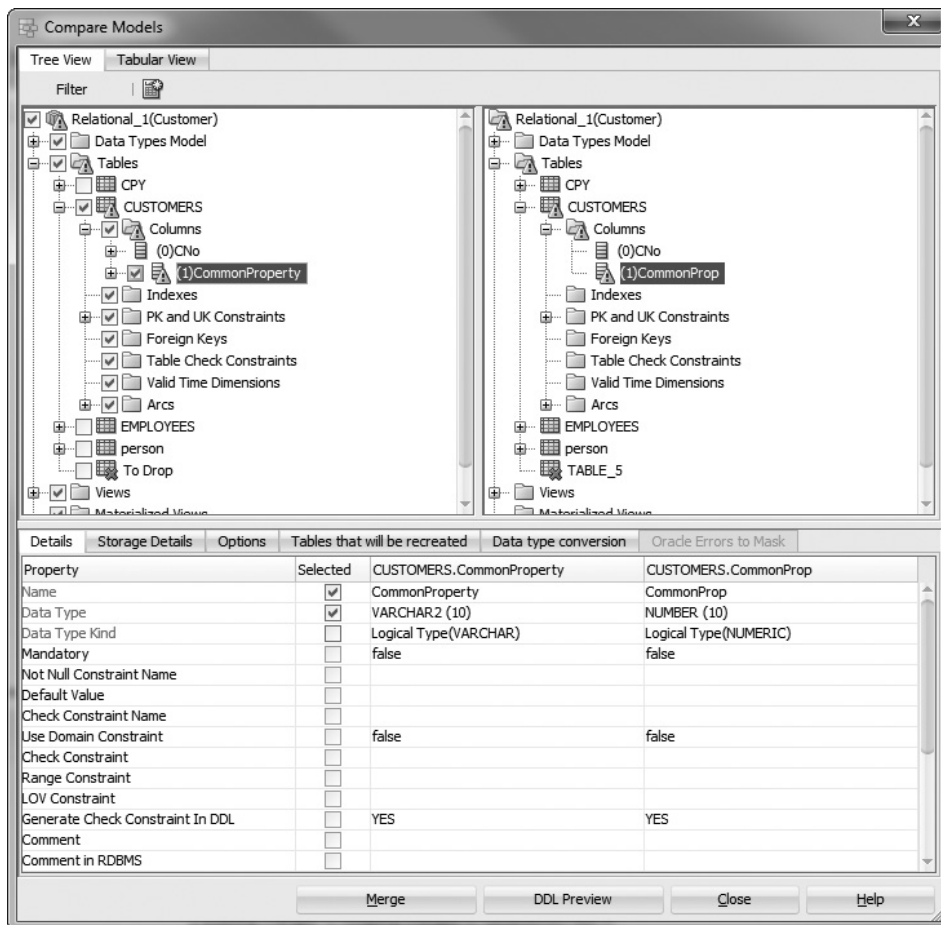 Compare Models
x
Tree View Tabular View
Filter
Relational_1(Customer) Relational_1(Customer)
Data Types Model Data Types Model
Tables Tables
CPY CPY
CUSTOMERS CUSTOMERS
Columns Columns
(0)CNo (0)CNo
(1)CommonProperty (1)CommonProp
Indexes Indexes
PK and UK Constraints PK and UK Constraints
Foreign Keys Foreign Keys
Table Check Constraints Table Check Constraints
Valid Time Dimensions Valid Time Dimensions
Arcs Arcs
EMPLOYEES EMPLOYEES
person person
To Drop TABLE_5
Views Views
Materialized Views Materialized Views
Details Storage Details Options Tables that will be recreated Data type conversion Oracle Errors to Mask
Property Selected CUSTOMERS.CommonProperty CUSTOMERS.CommonProp
Name CommonProperty CommonProp
Data Type VARCHAR2 (10) NUMBER (10)
Data Type Kind Logical Type(VARCHAR) Logical Type(NUMERIC)
Mandatory false false
Not Null Constraint Name
Default Value
Check Constraint Name
Use Domain Constraint false false
Check Constraint
Range Constraint
LOV Constraint
Generate Check Constraint In DDL YES YES
Comment
Comment in RDBMS
Merge DDL Preview Close Help